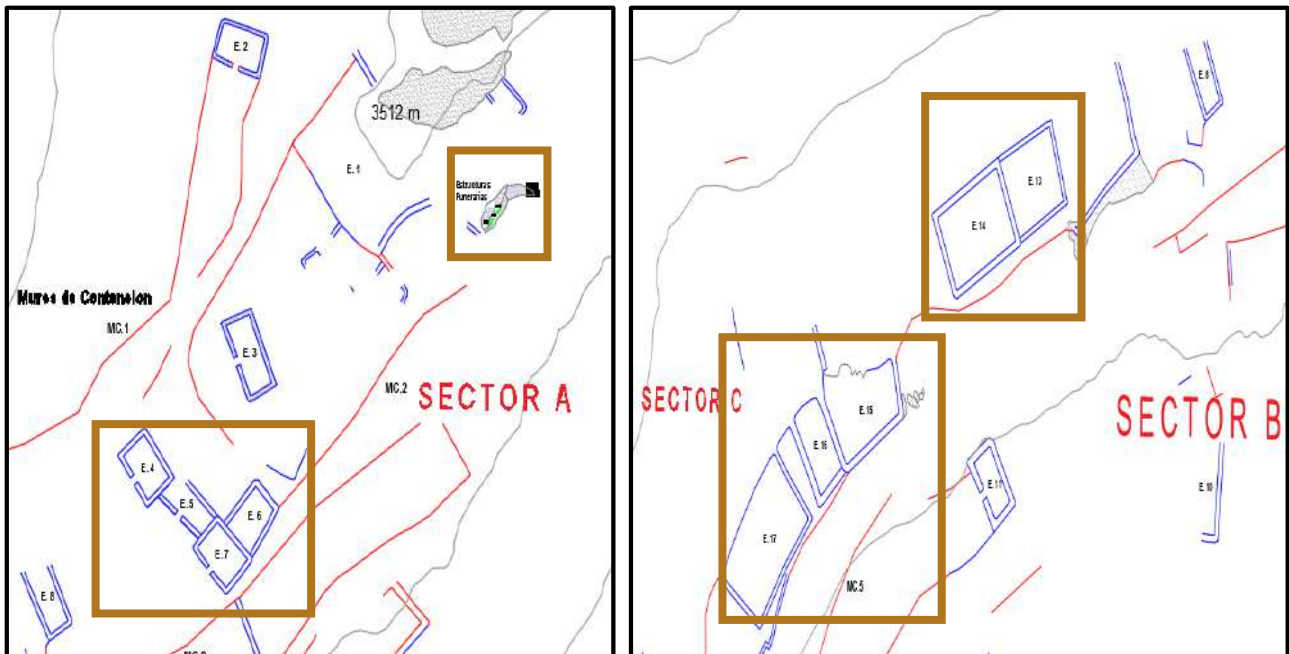 E. 2
3512 m
E. 1
Estructuras
Funerarias
Muros de Contencion
MC.1
E. 3
MC.2
SECTOR A
E. 4
E. 5
E. 6
E. 7
E. 8
E. 8
E. 13
E. 14
SECTOR C
E. 15
E. 16
SECTOR B
E. 11
E. 10
E. 17
MC.5